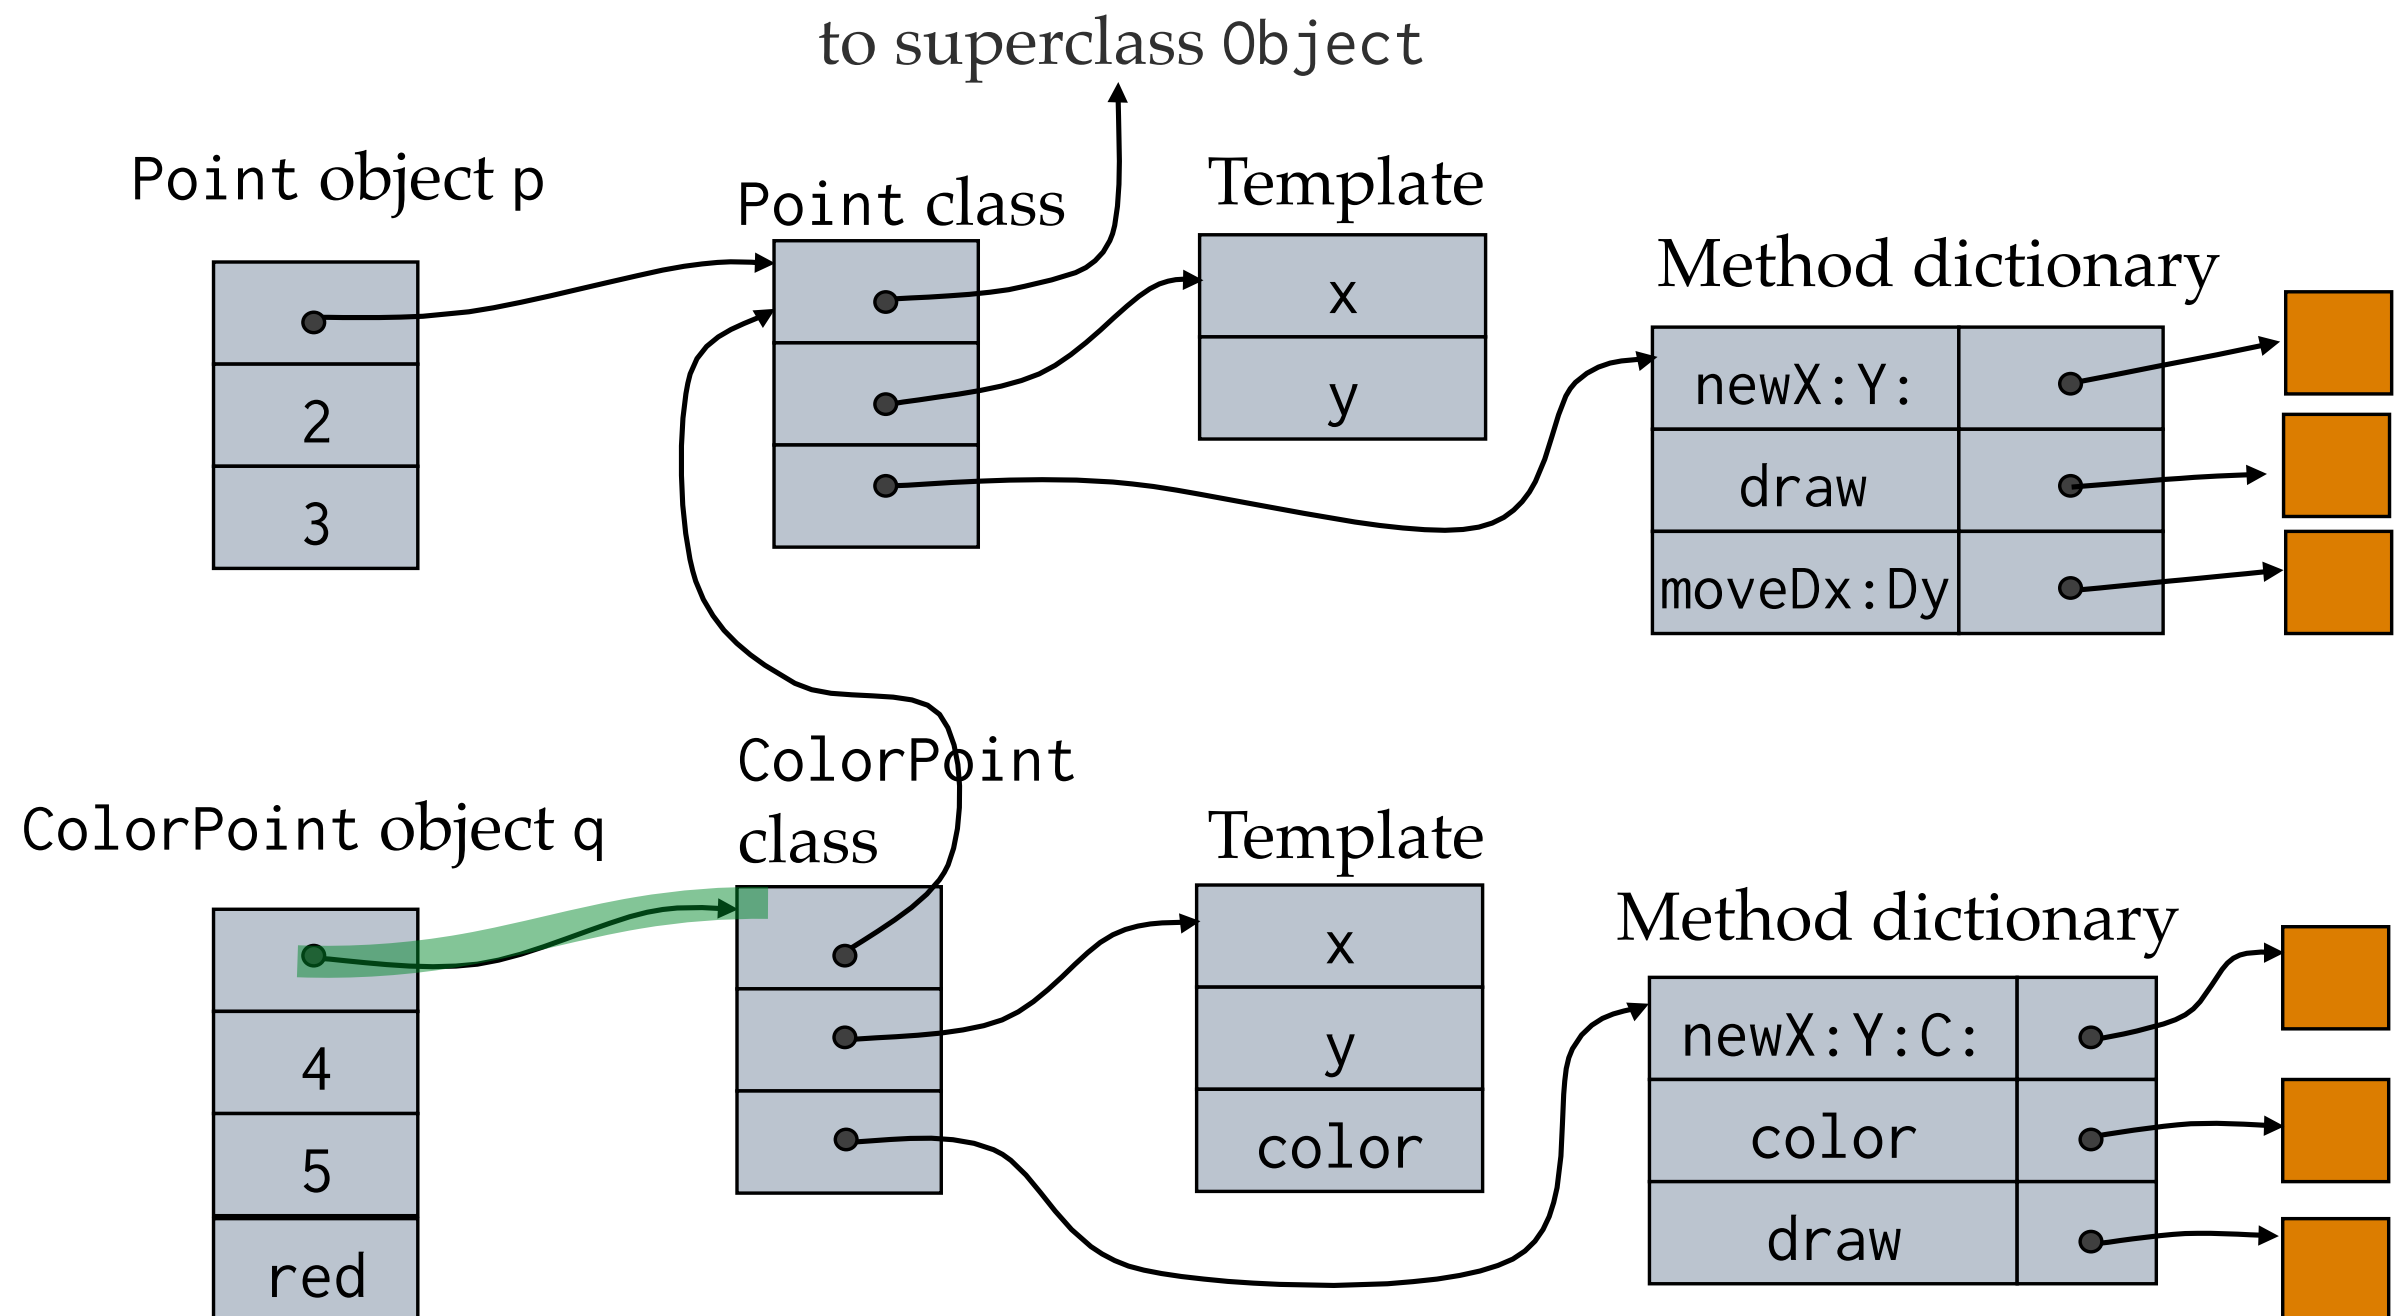 to superclass Object
Point object p
Point class
Template
Method dictionary
2
3
x
y
newX:Y:
draw
moveDx:Dy
ColorPoint
class
ColorPoint object q
Template
Method dictionary
4
5
red
x
y
color
newX:Y:C:
color
draw